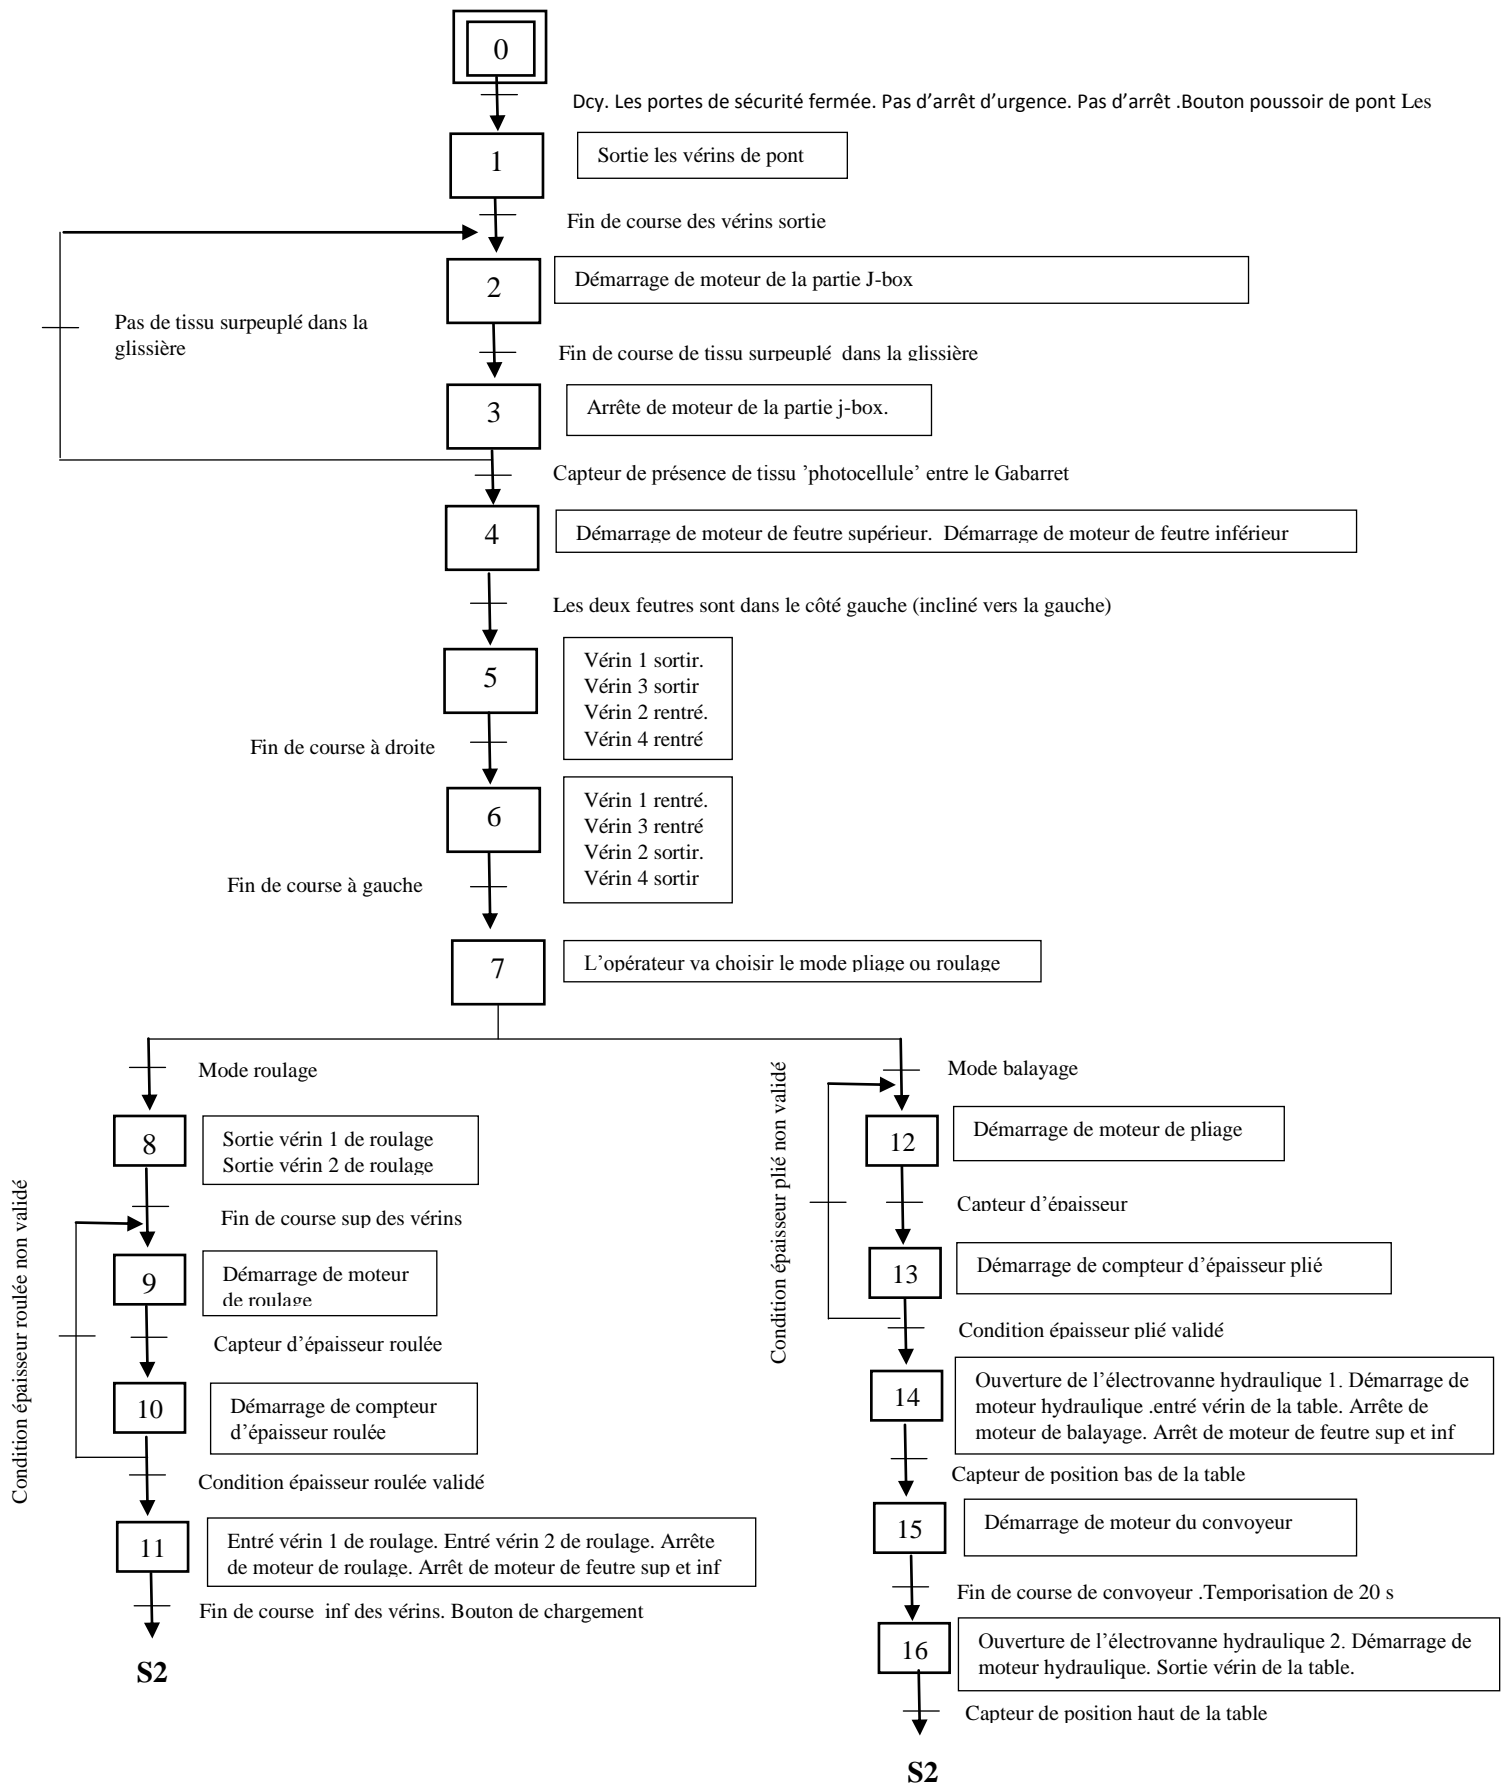 0
Dcy. Les portes de sécurité fermée. Pas d’arrêt d’urgence. Pas d’arrêt .Bouton poussoir de pont Les
1
Sortie les vérins de pont
Fin de course des vérins sortie
2
Démarrage de moteur de la partie J-box
Pas de tissu surpeuplé dans la
glissière
Fin de course de tissu surpeuplé dans la glissière
3
Arrête de moteur de la partie j-box.
Capteur de présence de tissu ’photocellule’ entre le Gabarret
4
Démarrage de moteur de feutre supérieur. Démarrage de moteur de feutre inférieur
Les deux feutres sont dans le côté gauche (incliné vers la gauche)
5
Vérin 1 sortir.
Vérin 3 sortir
Vérin 2 rentré.
Vérin 4 rentré
Fin de course à droite
6
Vérin 1 rentré.
Vérin 3 rentré
Vérin 2 sortir.
Vérin 4 sortir
Fin de course à gauche
7
L’opérateur va choisir le mode pliage ou roulage
Mode roulage
8
Sortie vérin 1 de roulage
Sortie vérin 2 de roulage
Fin de course sup des vérins
Condition épaisseur roulée non validé
9
Démarrage de moteur
de roulage
Capteur d’épaisseur roulée
10
Démarrage de compteur
d’épaisseur roulée
Condition épaisseur roulée validé
11
Entré vérin 1 de roulage. Entré vérin 2 de roulage. Arrête
de moteur de roulage. Arrêt de moteur de feutre sup et inf
Fin de course inf des vérins. Bouton de chargement
S2
Mode balayage
Condition épaisseur plié non validé
12
Démarrage de moteur de pliage
Capteur d’épaisseur
13
Démarrage de compteur d’épaisseur plié
Condition épaisseur plié validé
14
Ouverture de l’électrovanne hydraulique 1. Démarrage de
moteur hydraulique .entré vérin de la table. Arrête de
moteur de balayage. Arrêt de moteur de feutre sup et inf
Capteur de position bas de la table
15
Démarrage de moteur du convoyeur
Fin de course de convoyeur .Temporisation de 20 s
16
Ouverture de l’électrovanne hydraulique 2. Démarrage de
moteur hydraulique. Sortie vérin de la table.
Capteur de position haut de la table
S2